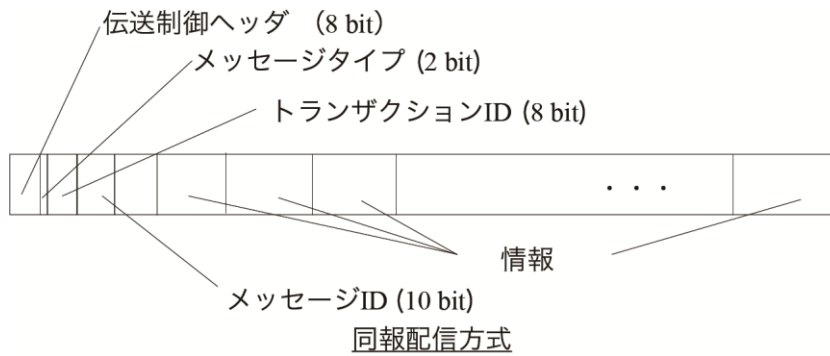 伝送制御ヘッダ (8 bit)
メッセージタイプ (2 bit)
トランザクションID (8 bit)
・・・
情報
メッセージID (10 bit)
同報配信方式